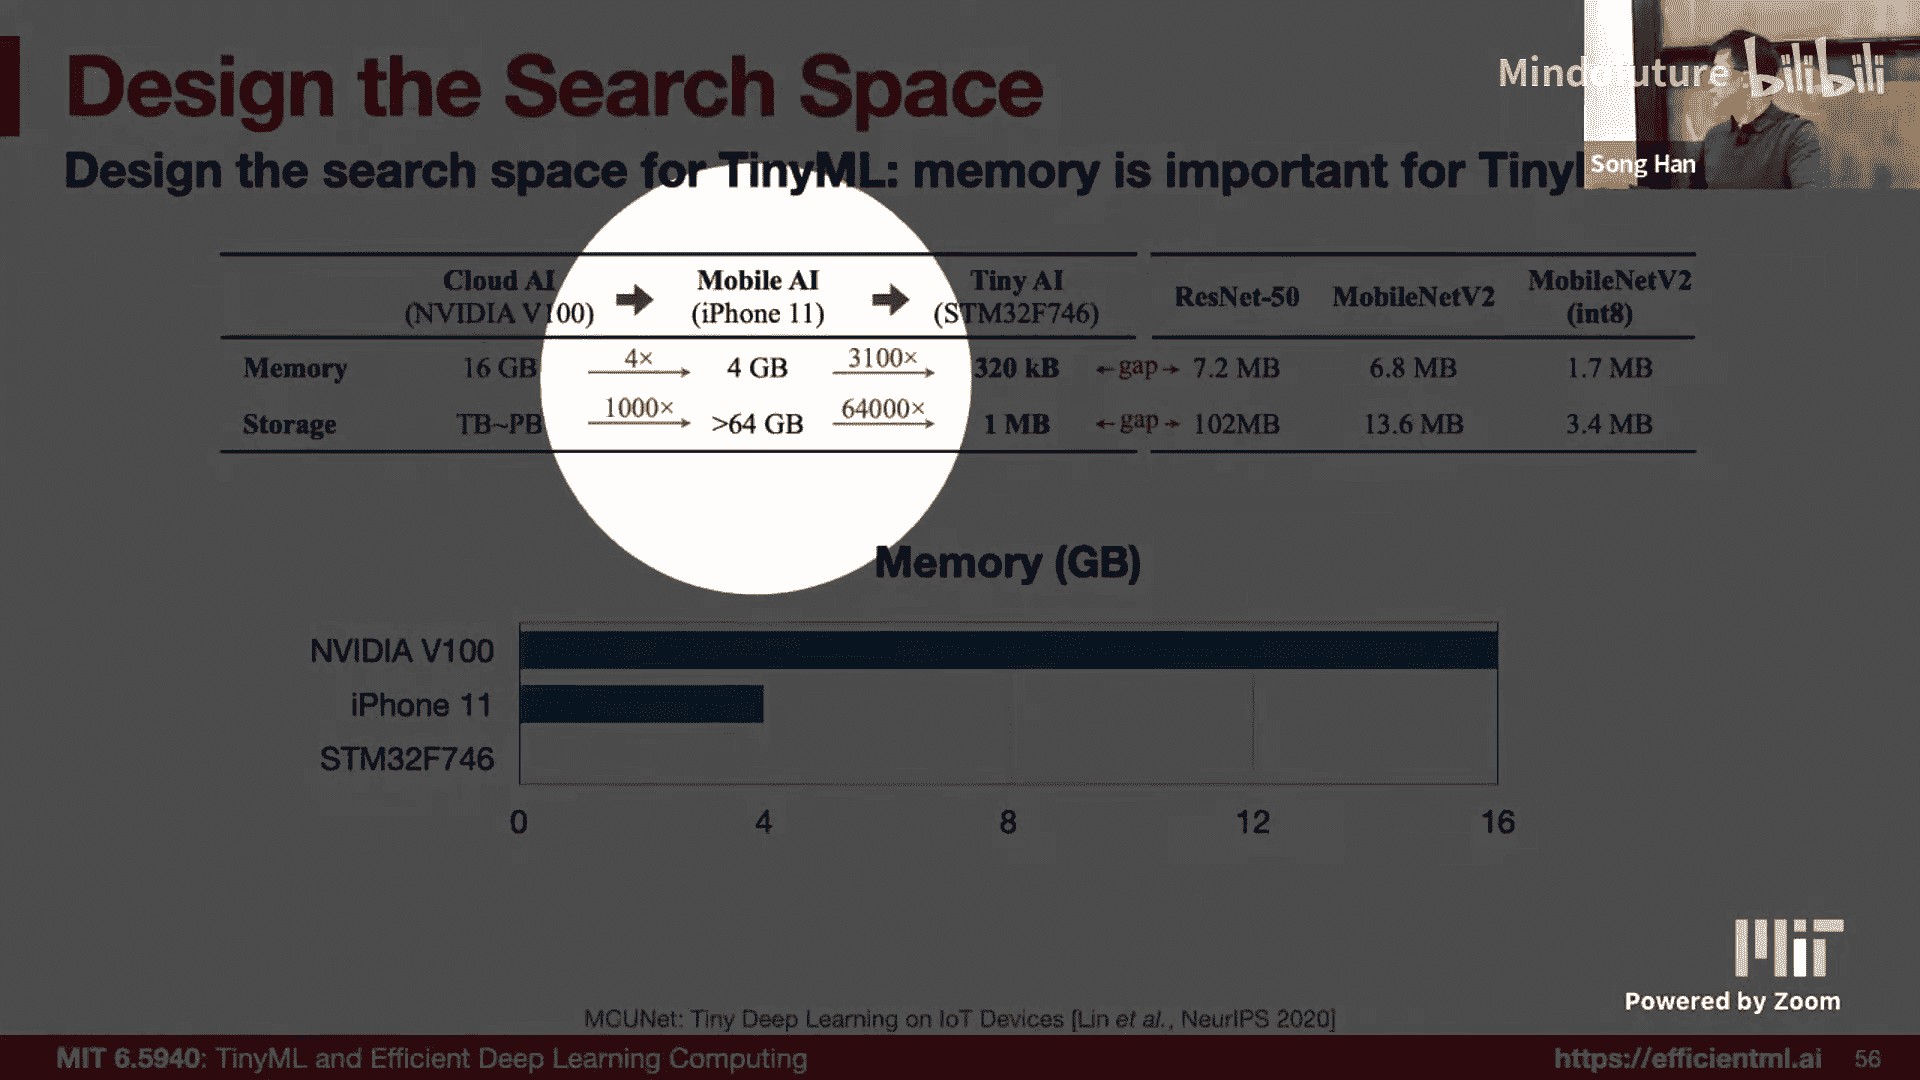 Design the Search Space
Mind
uture
bilibili
Song Han
Design the search space for TinyML: memory is important for
Cloud AI
(NVIDIA V100)
Mobile AI
(iPhone 11)
Tiny AI
(STM32F746)
ResNet-50
MobileNetV2
MobileNetV2
(int8)
Memory 16 GB 4× 4 GB 3100× 320 kB ←gap→ 7.2 MB 6.8 MB 1.7 MB
Storage TB~PB 1000× >64 GB 64000× 1 MB ←gap→ 102MB 13.6 MB 3.4 MB
Memory (GB)
NVIDIA V100
iPhone 11
STM32F746
0 4 8 12 16
MIT
Powered by Zoom
MCUNet: Tiny Deep Learning on IoT Devices [Lin et al., NeurIPS 2020]
MIT 6.5940: TinyML and Efficient Deep Learning Computing
https://efficientml.ai 56